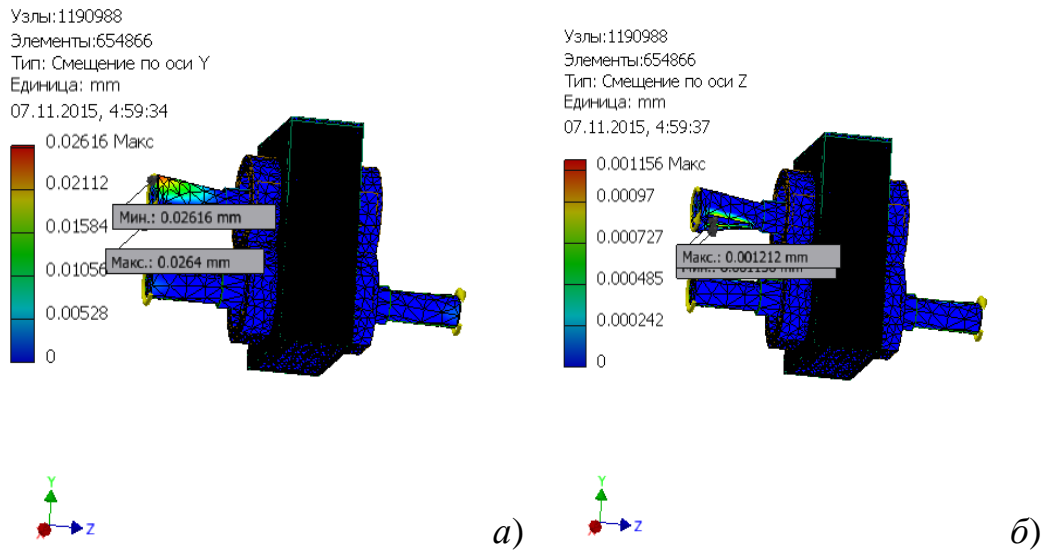 Узлы:1190988
Элементы:654866
Тип: Смещение по оси Y
Единица: mm
07.11.2015, 4:59:34
0.02616 Макс
0.02112
0.01584
0.01056
0.00528
0
Мин.: 0.02616 mm
Макс.: 0.0264 mm
Y
Z
а)
Узлы:1190988
Элементы:654866
Тип: Смещение по оси Z
Единица: mm
07.11.2015, 4:59:37
0.001156 Макс
0.00097
0.000727
0.000485
0.000242
0
Макс.: 0.001212 mm
Y
Z
б)